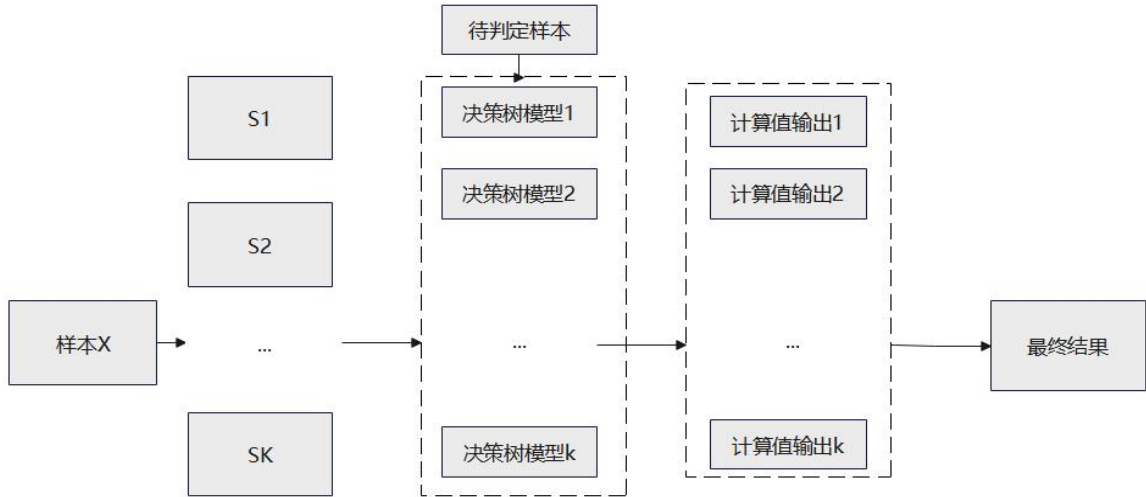 待判定样本
S1
S2
...
SK
样本X
决策树模型1
决策树模型2
...
决策树模型k
计算值输出1
计算值输出2
...
计算值输出k
最终结果